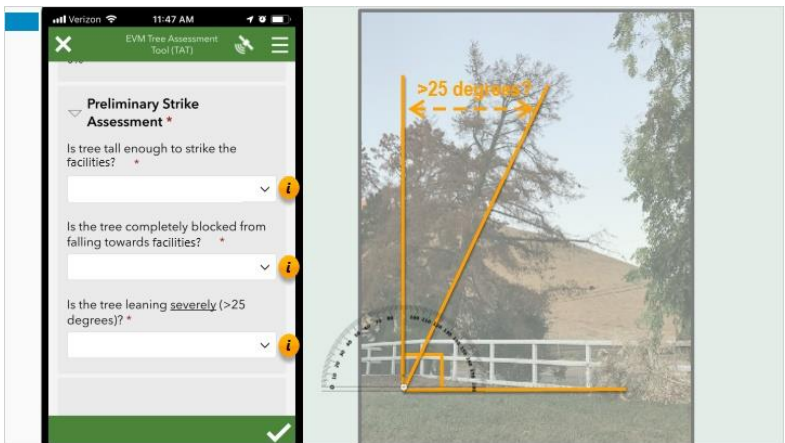 Verizon 11:47 AM
EVM Tree Assessment
Tool (TAT)
Preliminary Strike
Assessment *
Is tree tall enough to strike the
facilities? *
i
Is the tree completely blocked from
falling towards facilities? *
i
Is the tree leaning severely (>25
degrees)? *
i
>25 degrees?